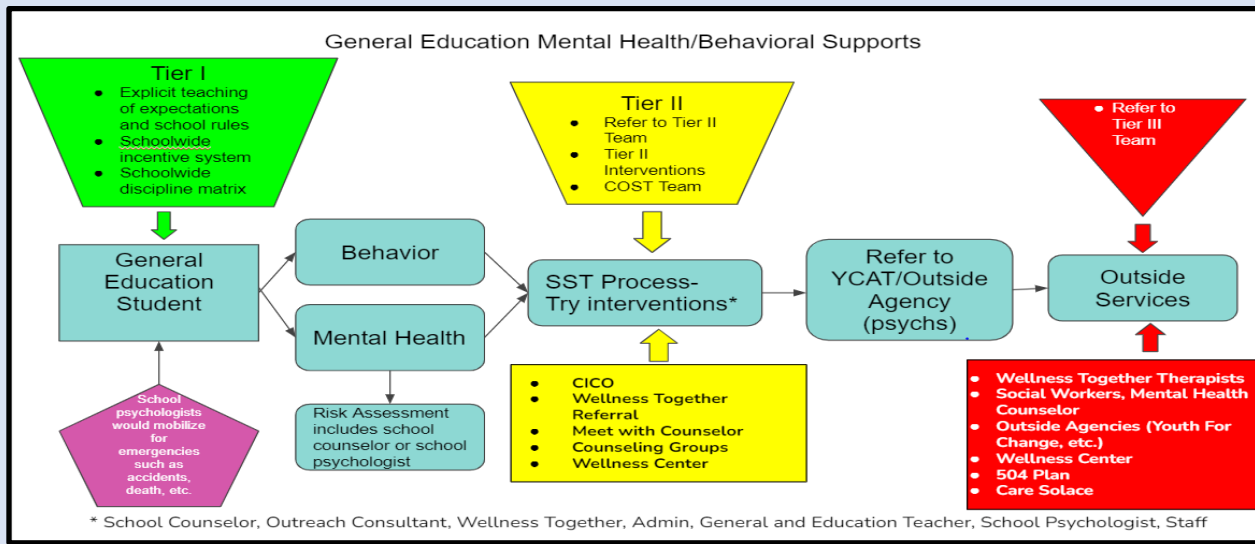 General Education Mental Health/Behavioral Supports
Tier I
● Explicit teaching
of expectations
and school rules
● Schoolwide
incentive system
● Schoolwide
discipline matrix
Tier II
● Refer to Tier II
Team
● Tier II
Interventions
● COST Team
● Refer to
Tier III
Team
General
Education
Student
Behavior
Mental Health
SST Process-
Try interventions*
Refer to
YCAT/Outside
Agency
(psychs)
Outside
Services
School
psychologists
would mobilize for
emergencies
such as
accidents,
death, etc.
Risk Assessment
includes school
counselor or school
psychologist
● CICO
● Wellness Together
Referral
● Meet with Counselor
● Counseling Groups
● Wellness Center
● Wellness Together Therapists
● Social Workers, Mental Health
Counselor
● Outside Agencies (Youth For
Change, etc.)
● Wellness Center
● 504 Plan
● Care Solace
* School Counselor, Outreach Consultant, Wellness Together, Admin, General and Education Teacher, School Psychologist, Staff